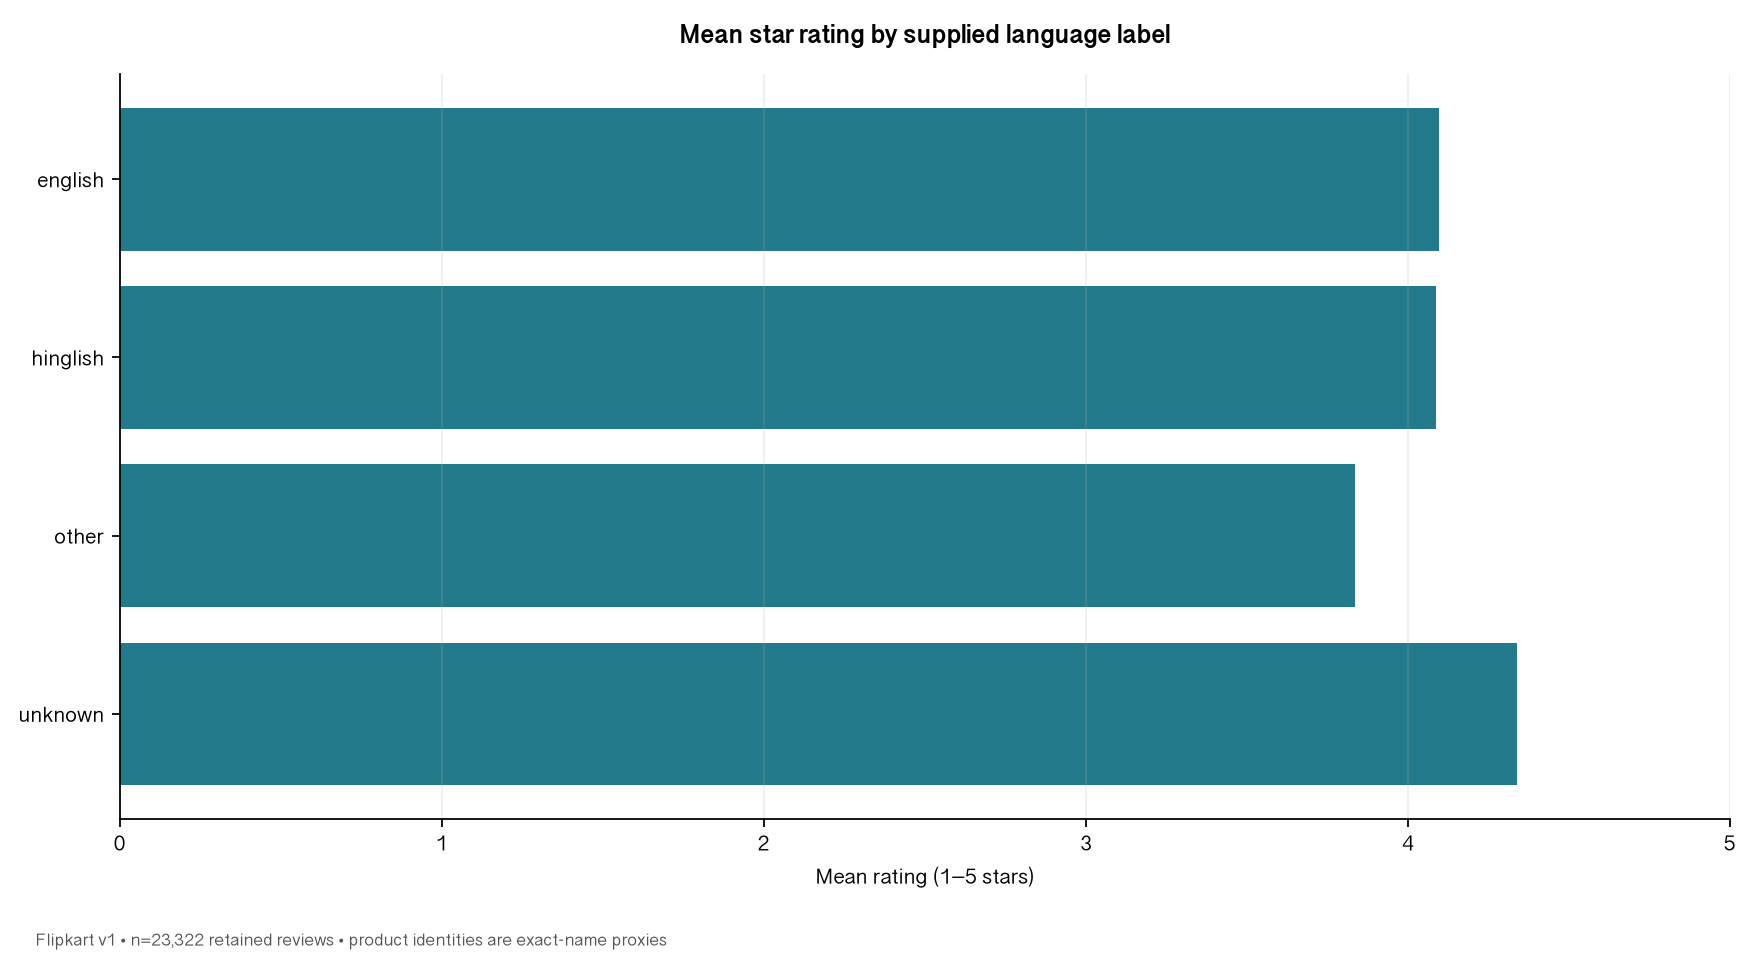 Mean star rating by supplied language label
english
hinglish
other
unknown
0 1 2 3 4 5
Mean rating (1–5 stars)
Flipkart v1 • n=23,322 retained reviews • product identities are exact-name proxies